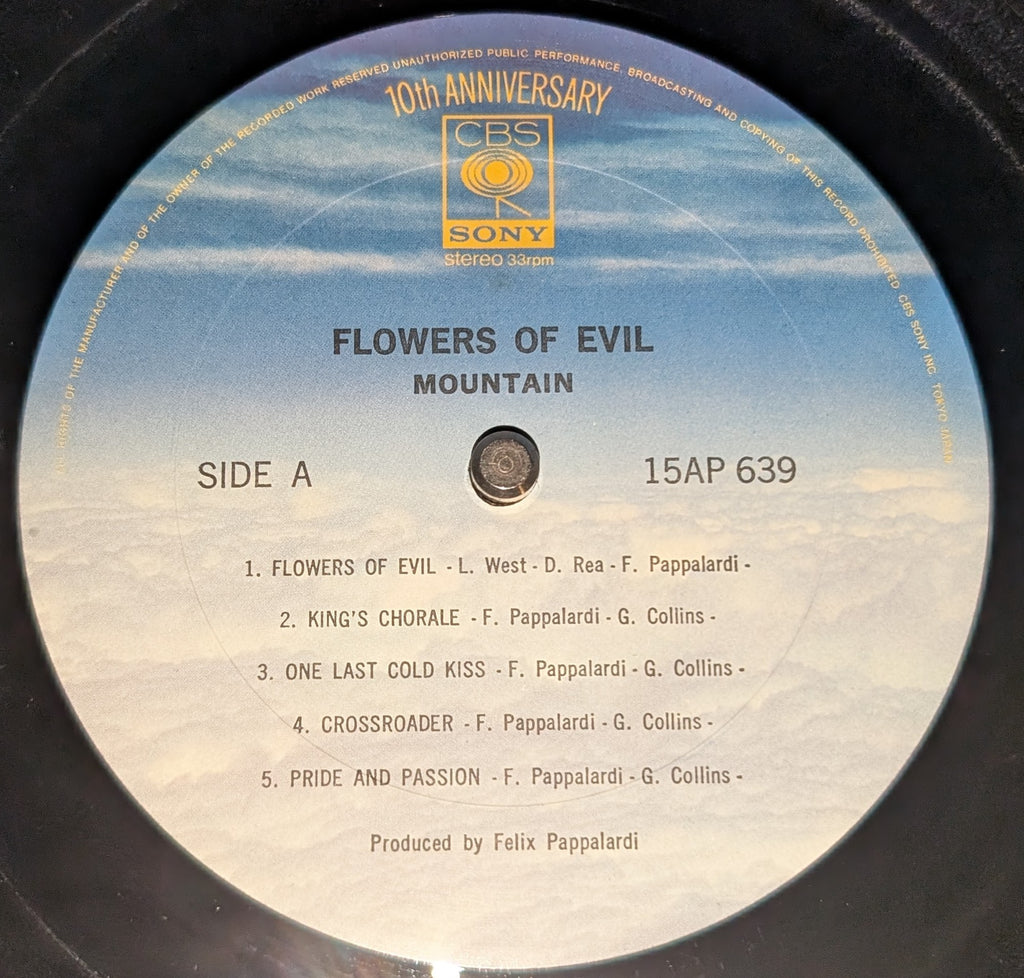 ALL RIGHTS OF THE MANUFACTURER AND OF THE OWNER OF THE RECORDED WORK RESERVED UNAUTHORIZED PUBLIC PERFORMANCE, BROADCASTING AND COPYING OF THIS RECORD PROHIBITED CBS SONY INC. TOKYO JAPAN
10th ANNIVERSARY
CBS
SONY
stereo 33rpm
FLOWERS OF EVIL
MOUNTAIN
SIDE A
15AP 639
1. FLOWERS OF EVIL - L. West - D. Rea - F. Pappalardi -
2. KING'S CHORALE - F. Pappalardi - G. Collins -
3. ONE LAST COLD KISS - F. Pappalardi - G. Collins -
4. CROSSROADER - F. Pappalardi - G. Collins -
5. PRIDE AND PASSION - F. Pappalardi - G. Collins -
Produced by Felix Pappalardi